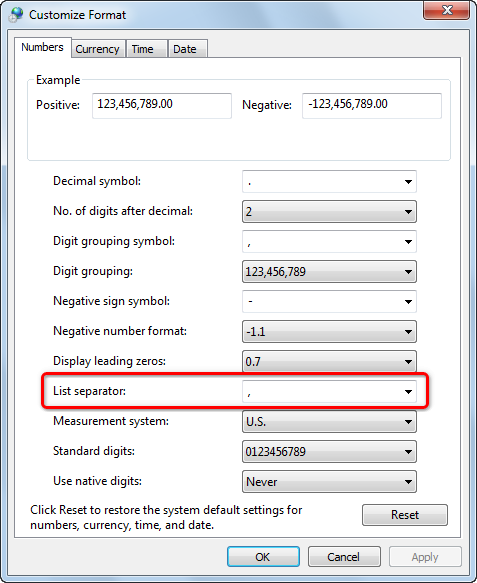 Customize Format
Numbers Currency Time Date
Example
Positive: 123,456,789.00 Negative: -123,456,789.00
Decimal symbol: .
No. of digits after decimal: 2
Digit grouping symbol: ,
Digit grouping: 123,456,789
Negative sign symbol: -
Negative number format: -1.1
Display leading zeros: 0.7
List separator: ,
Measurement system: U.S.
Standard digits: 0123456789
Use native digits: Never
Click Reset to restore the system default settings for
numbers, currency, time, and date.
Reset
OK Cancel Apply